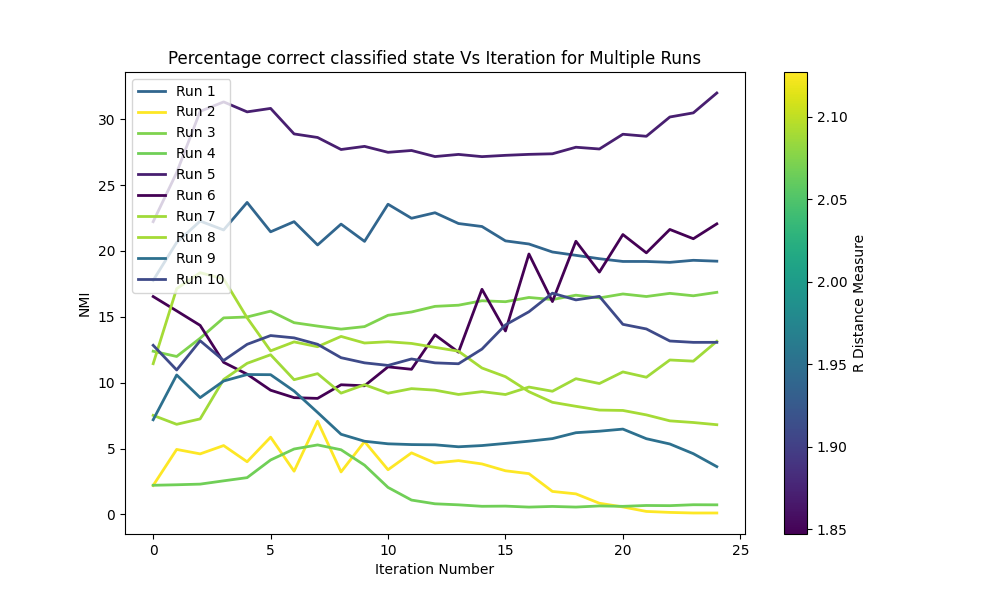 Percentage correct classified state Vs Iteration for Multiple Runs
Run 1
Run 2
Run 3
Run 4
Run 5
Run 6
Run 7
Run 8
Run 9
Run 10
30
25
20
15
10
5
0
NMI
0 5 10 15 20 25
Iteration Number
2.10
2.05
2.00
1.95
1.90
1.85
R Distance Measure